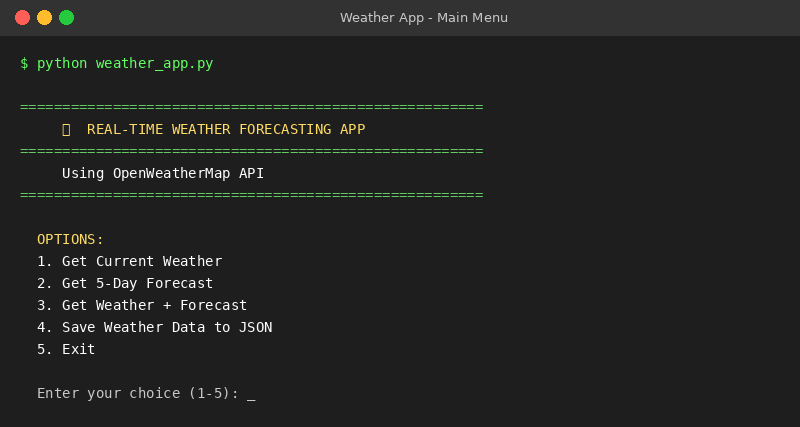 Weather App - Main Menu
$ python weather_app.py
=======================================================
REAL-TIME WEATHER FORECASTING APP
=======================================================
Using OpenWeatherMap API
=======================================================
OPTIONS:
1. Get Current Weather
2. Get 5-Day Forecast
3. Get Weather + Forecast
4. Save Weather Data to JSON
5. Exit
Enter your choice (1-5): _